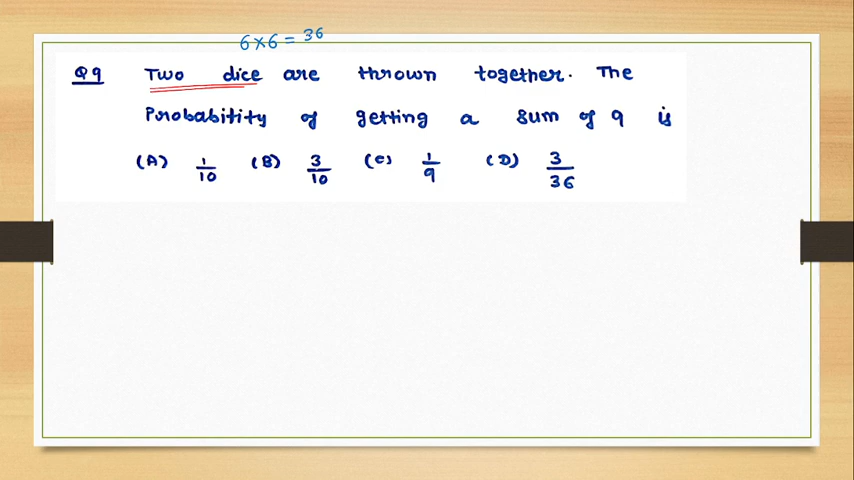 6×6 = 36
Q9 Two dice are thrown together. The
Probability of getting a sum of 9 is
(A) 1/10 (B) 3/10 (C) 1/9 (D) 3/36